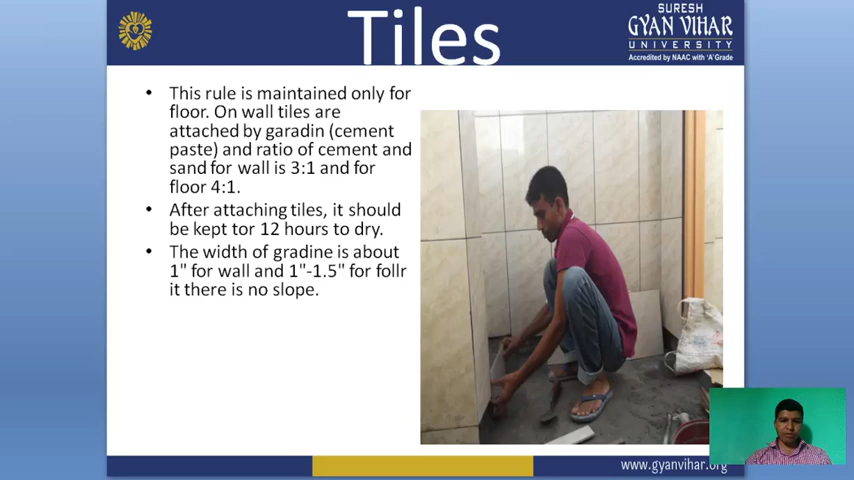 Tiles
SURESH
GYAN VIHAR
UNIVERSITY
Accredited by NAAC with 'A' Grade
• This rule is maintained only for
floor. On wall tiles are
attached by garadin (cement
paste) and ratio of cement and
sand for wall is 3:1 and for
floor 4:1.
• After attaching tiles, it should
be kept tor 12 hours to dry.
• The width of gradine is about
1" for wall and 1"-1.5" for follr
it there is no slope.
www.gyanvihar.org